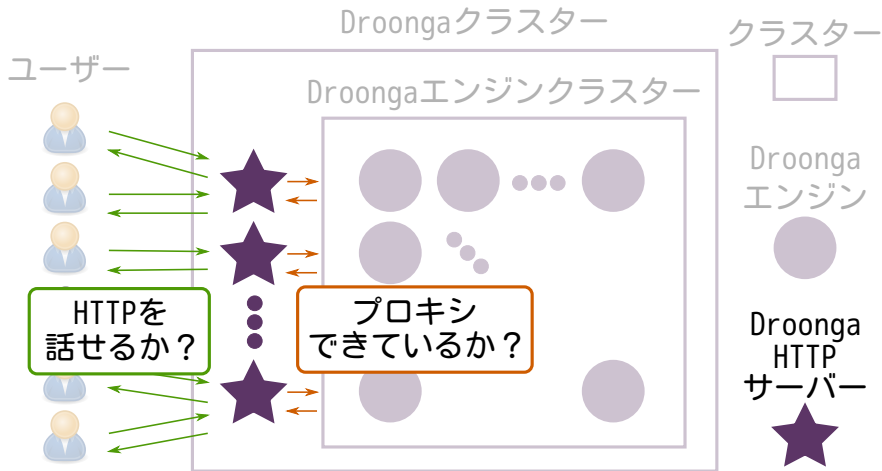 Droongaクラスター
クラスター
ユーザー
Droongaエンジンクラスター
Droonga
エンジン
HTTPを
話せるか？
プロキシ
できているか？
Droonga
HTTP
サーバー